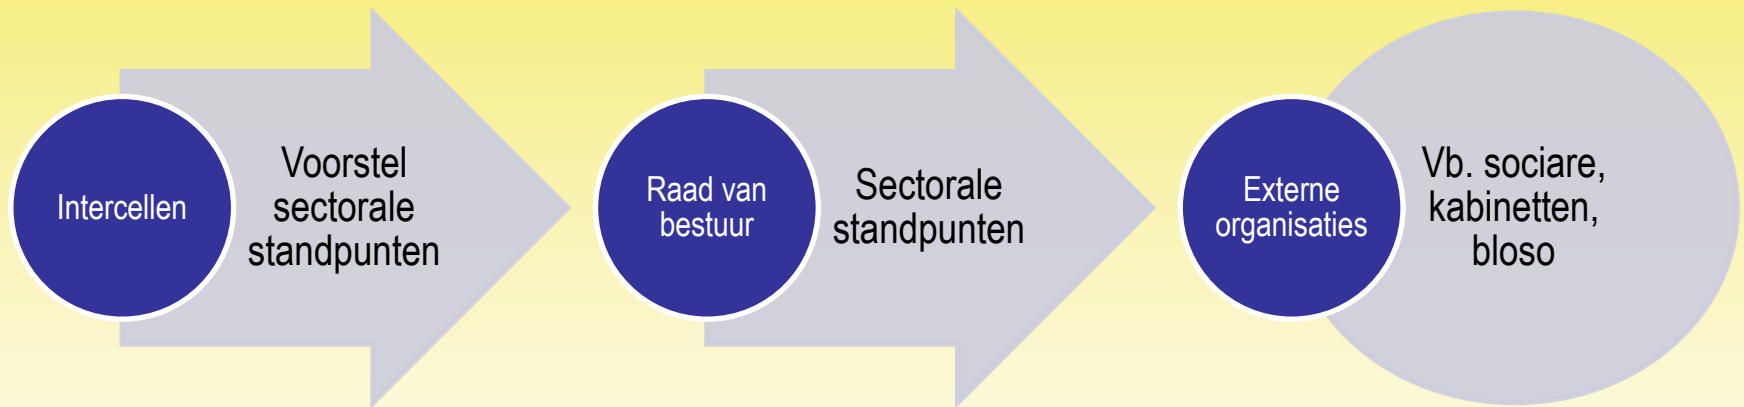 Intercellen
Voorstel
sectorale
standpunten
Raad van
bestuur
Sectorale
standpunten
Externe
organisaties
Vb. sociare,
kabinetten,
bloso